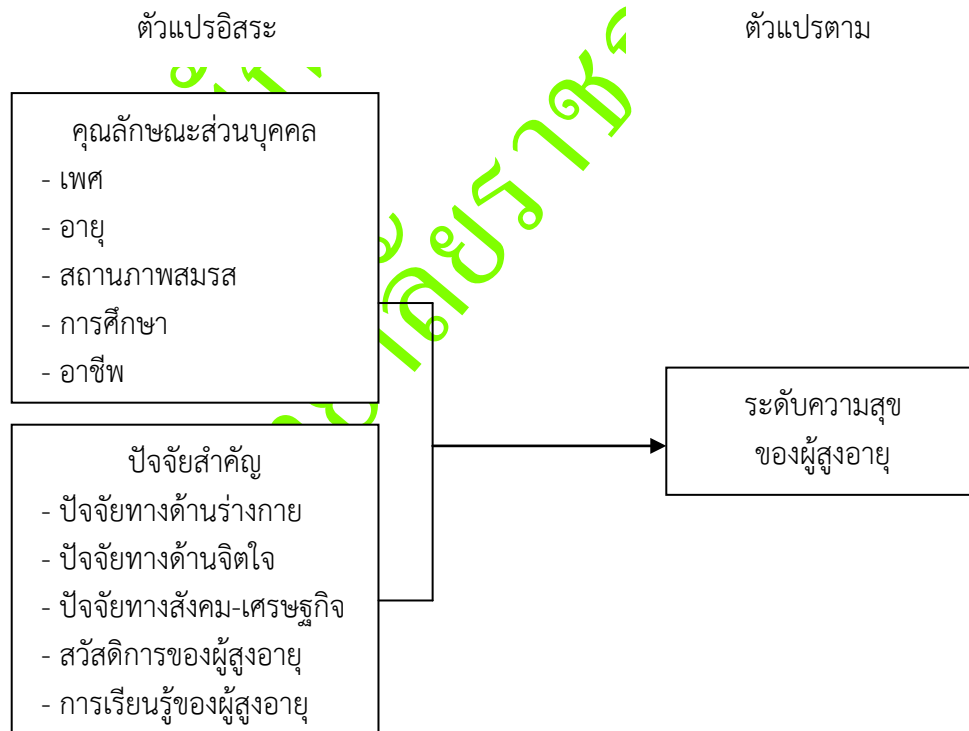 ตัวแปรอิสระ
ตัวแปรตาม
คุณลักษณะส่วนบุคคล
- เพศ
- อายุ
- สถานภาพสมรส
- การศึกษา
- อาชีพ
ปัจจัยสำคัญ
- ปัจจัยทางด้านร่างกาย
- ปัจจัยทางด้านจิตใจ
- ปัจจัยทางสังคม-เศรษฐกิจ
- สวัสดิการของผู้สูงอายุ
- การเรียนรู้ของผู้สูงอายุ
ระดับความสุข
ของผู้สูงอายุ